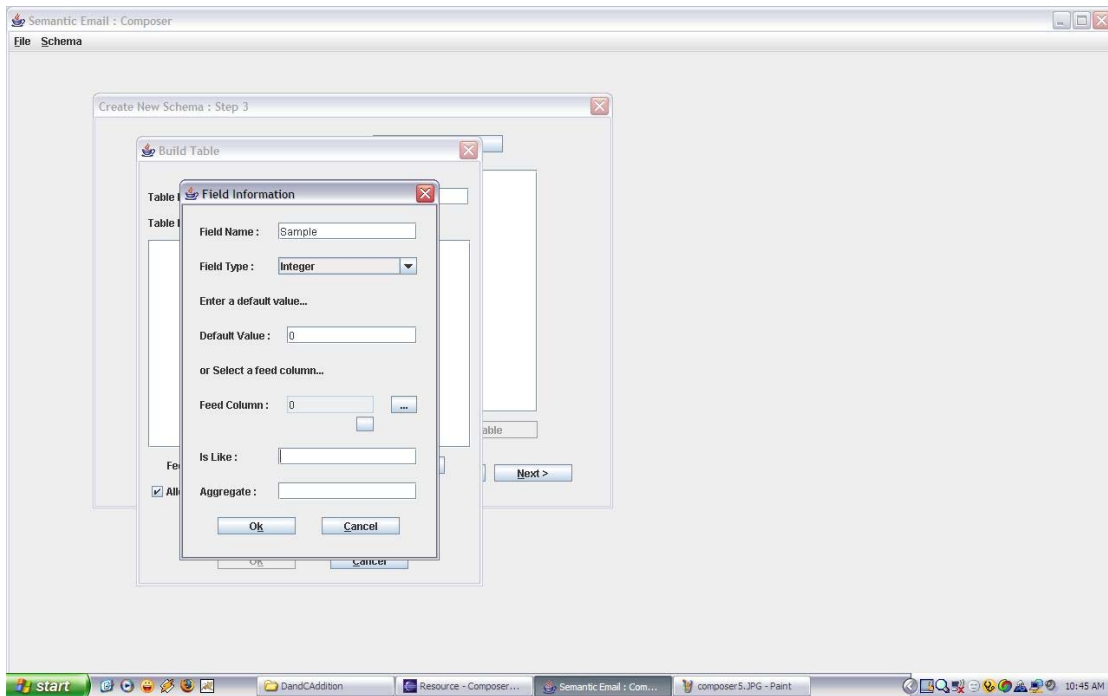 Semantic Email : Composer
File Schema
Create New Schema : Step 3
Build Table
Table
Field Information
Table
Field Name : Sample
Field Type : Integer
Enter a default value...
Default Value : 0
or Select a feed column...
Feed Column : 0 ...
able
Is Like :
Next >
Aggregate :
Ok Cancel
Ok Cancel
start DandCAddition Resource - Composer... Semantic Email : Com... composer5.JPG - Paint 10:45 AM